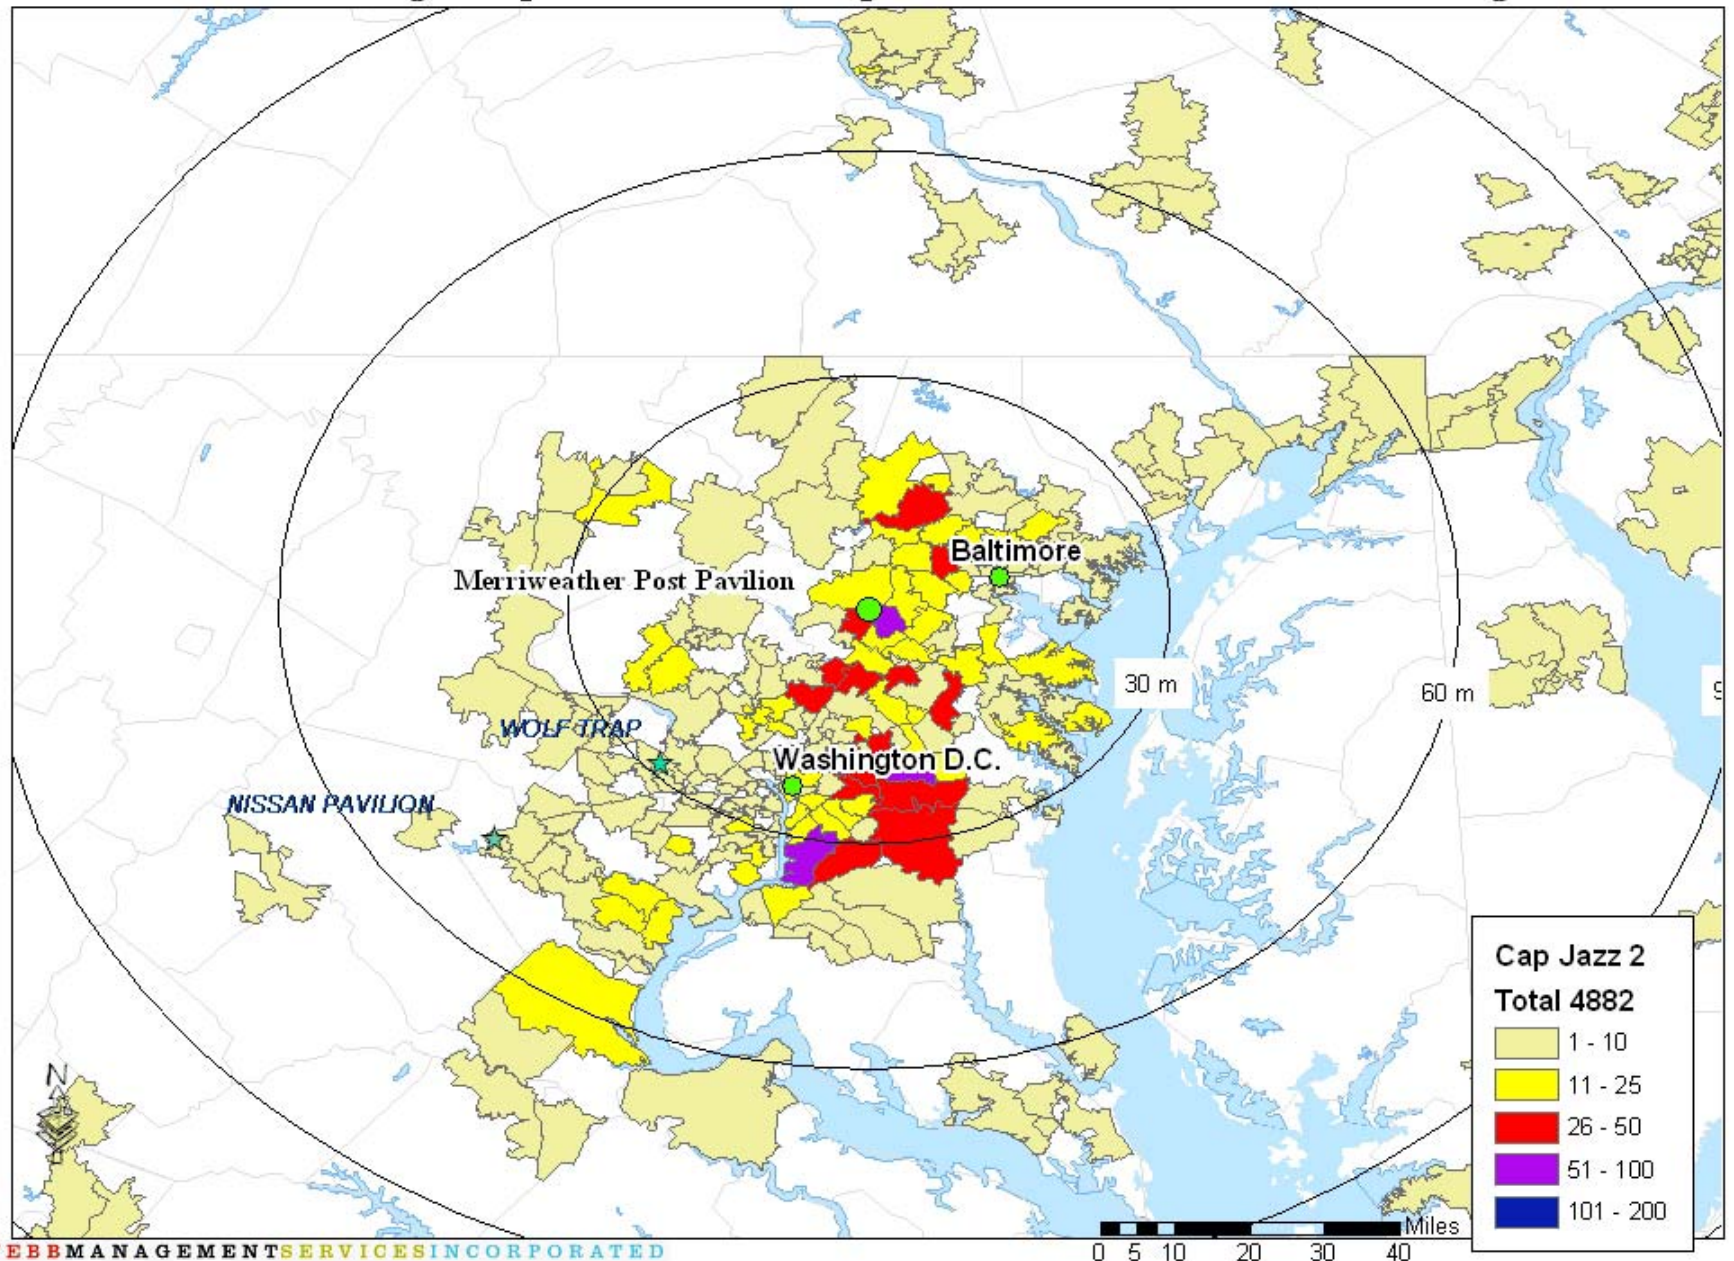 Baltimore
Merriweather Post Pavilion
30 m
60 m
WOLF TRAP
Washington D.C.
NISSAN PAVILION
Cap Jazz 2
Total 4882
1 - 10
11 - 25
26 - 50
51 - 100
101 - 200
N
Miles
0 5 10 20 30 40
EBBMANAGEMENTSERVICESINCORPORATED